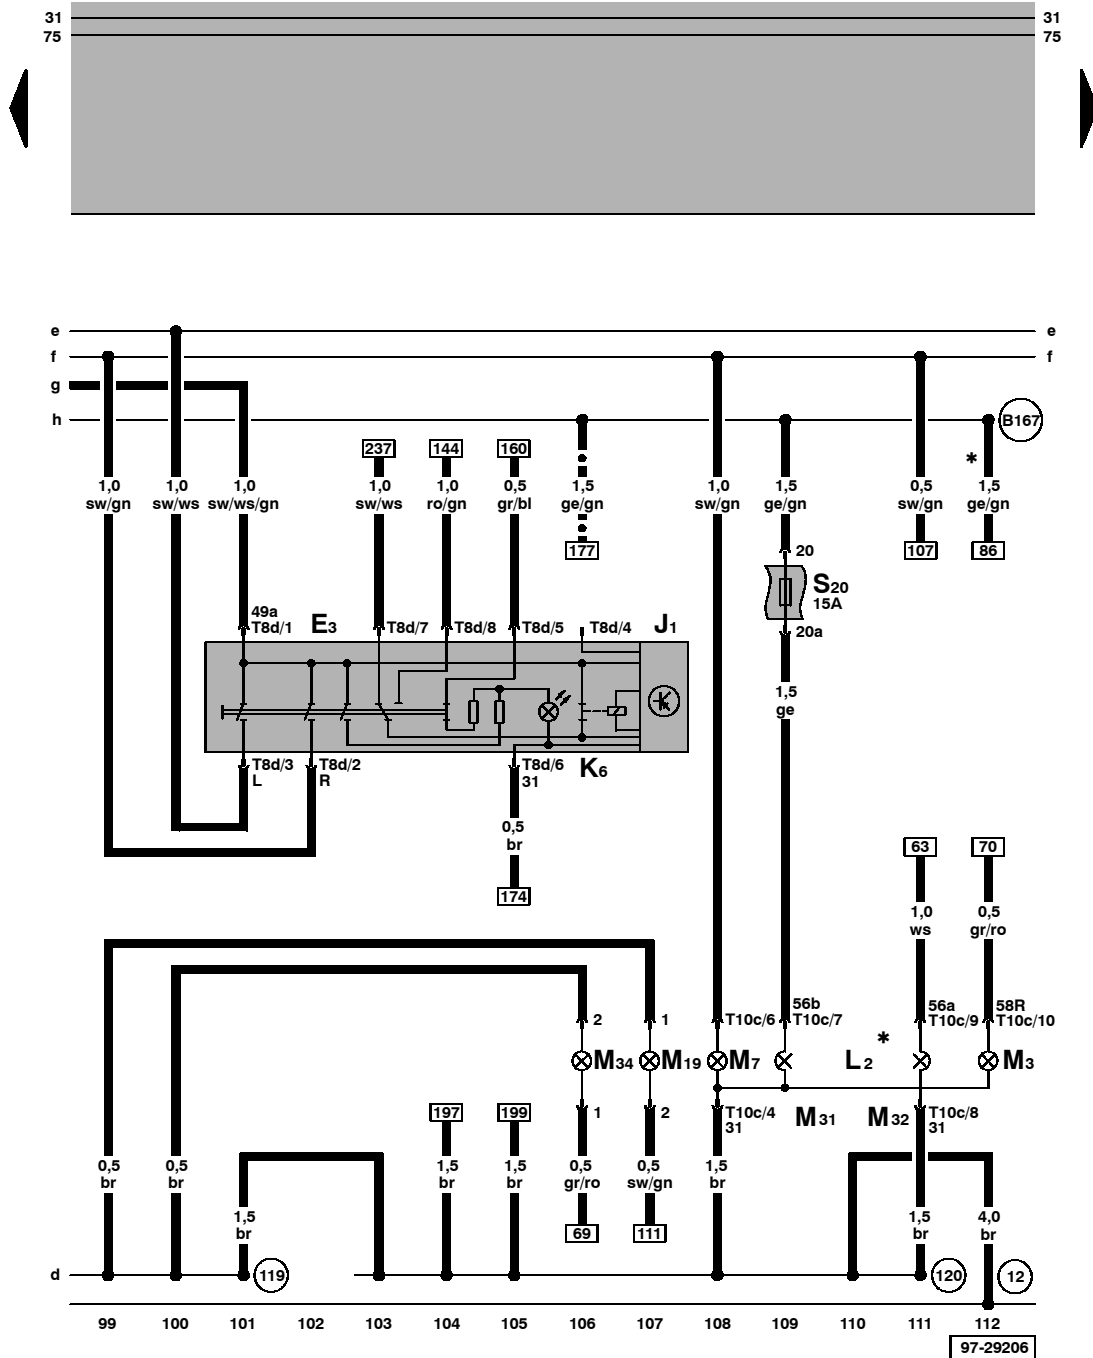 31 31
75 75
e e
f f
g
h
B167
237 144 160
*
1,0 1,0 1,0 1,0 1,0 0,5 1,5 1,0 1,5 0,5 1,5
sw/gn sw/ws sw/ws/gn sw/ws ro/gn gr/bl ge/gn sw/gn ge/gn sw/gn ge/gn
177 20 107 86
S20
15A
49a
T8d/1 E3 T8d/7 T8d/8 T8d/5 T8d/4 J1
20a
1,5
ge
T8d/3 T8d/2 T8d/6 K6
L R 31
0,5
br
63 70
174
1,0 0,5
ws gr/ro
56b 56a 58R
2 1 T10c/6 T10c/7 T10c/9 T10c/10
*
M34 M19 M7 L2 M3
197 199 1 2 T10c/4 M31 M32 T10c/8
31 31
0,5 0,5 1,5 1,5 0,5 0,5 1,5
br br br br gr/ro sw/gn br
1,5 1,5 4,0
br br br
69 111
d 119 120 12
99 100 101 102 103 104 105 106 107 108 109 110 111 112
97-29206